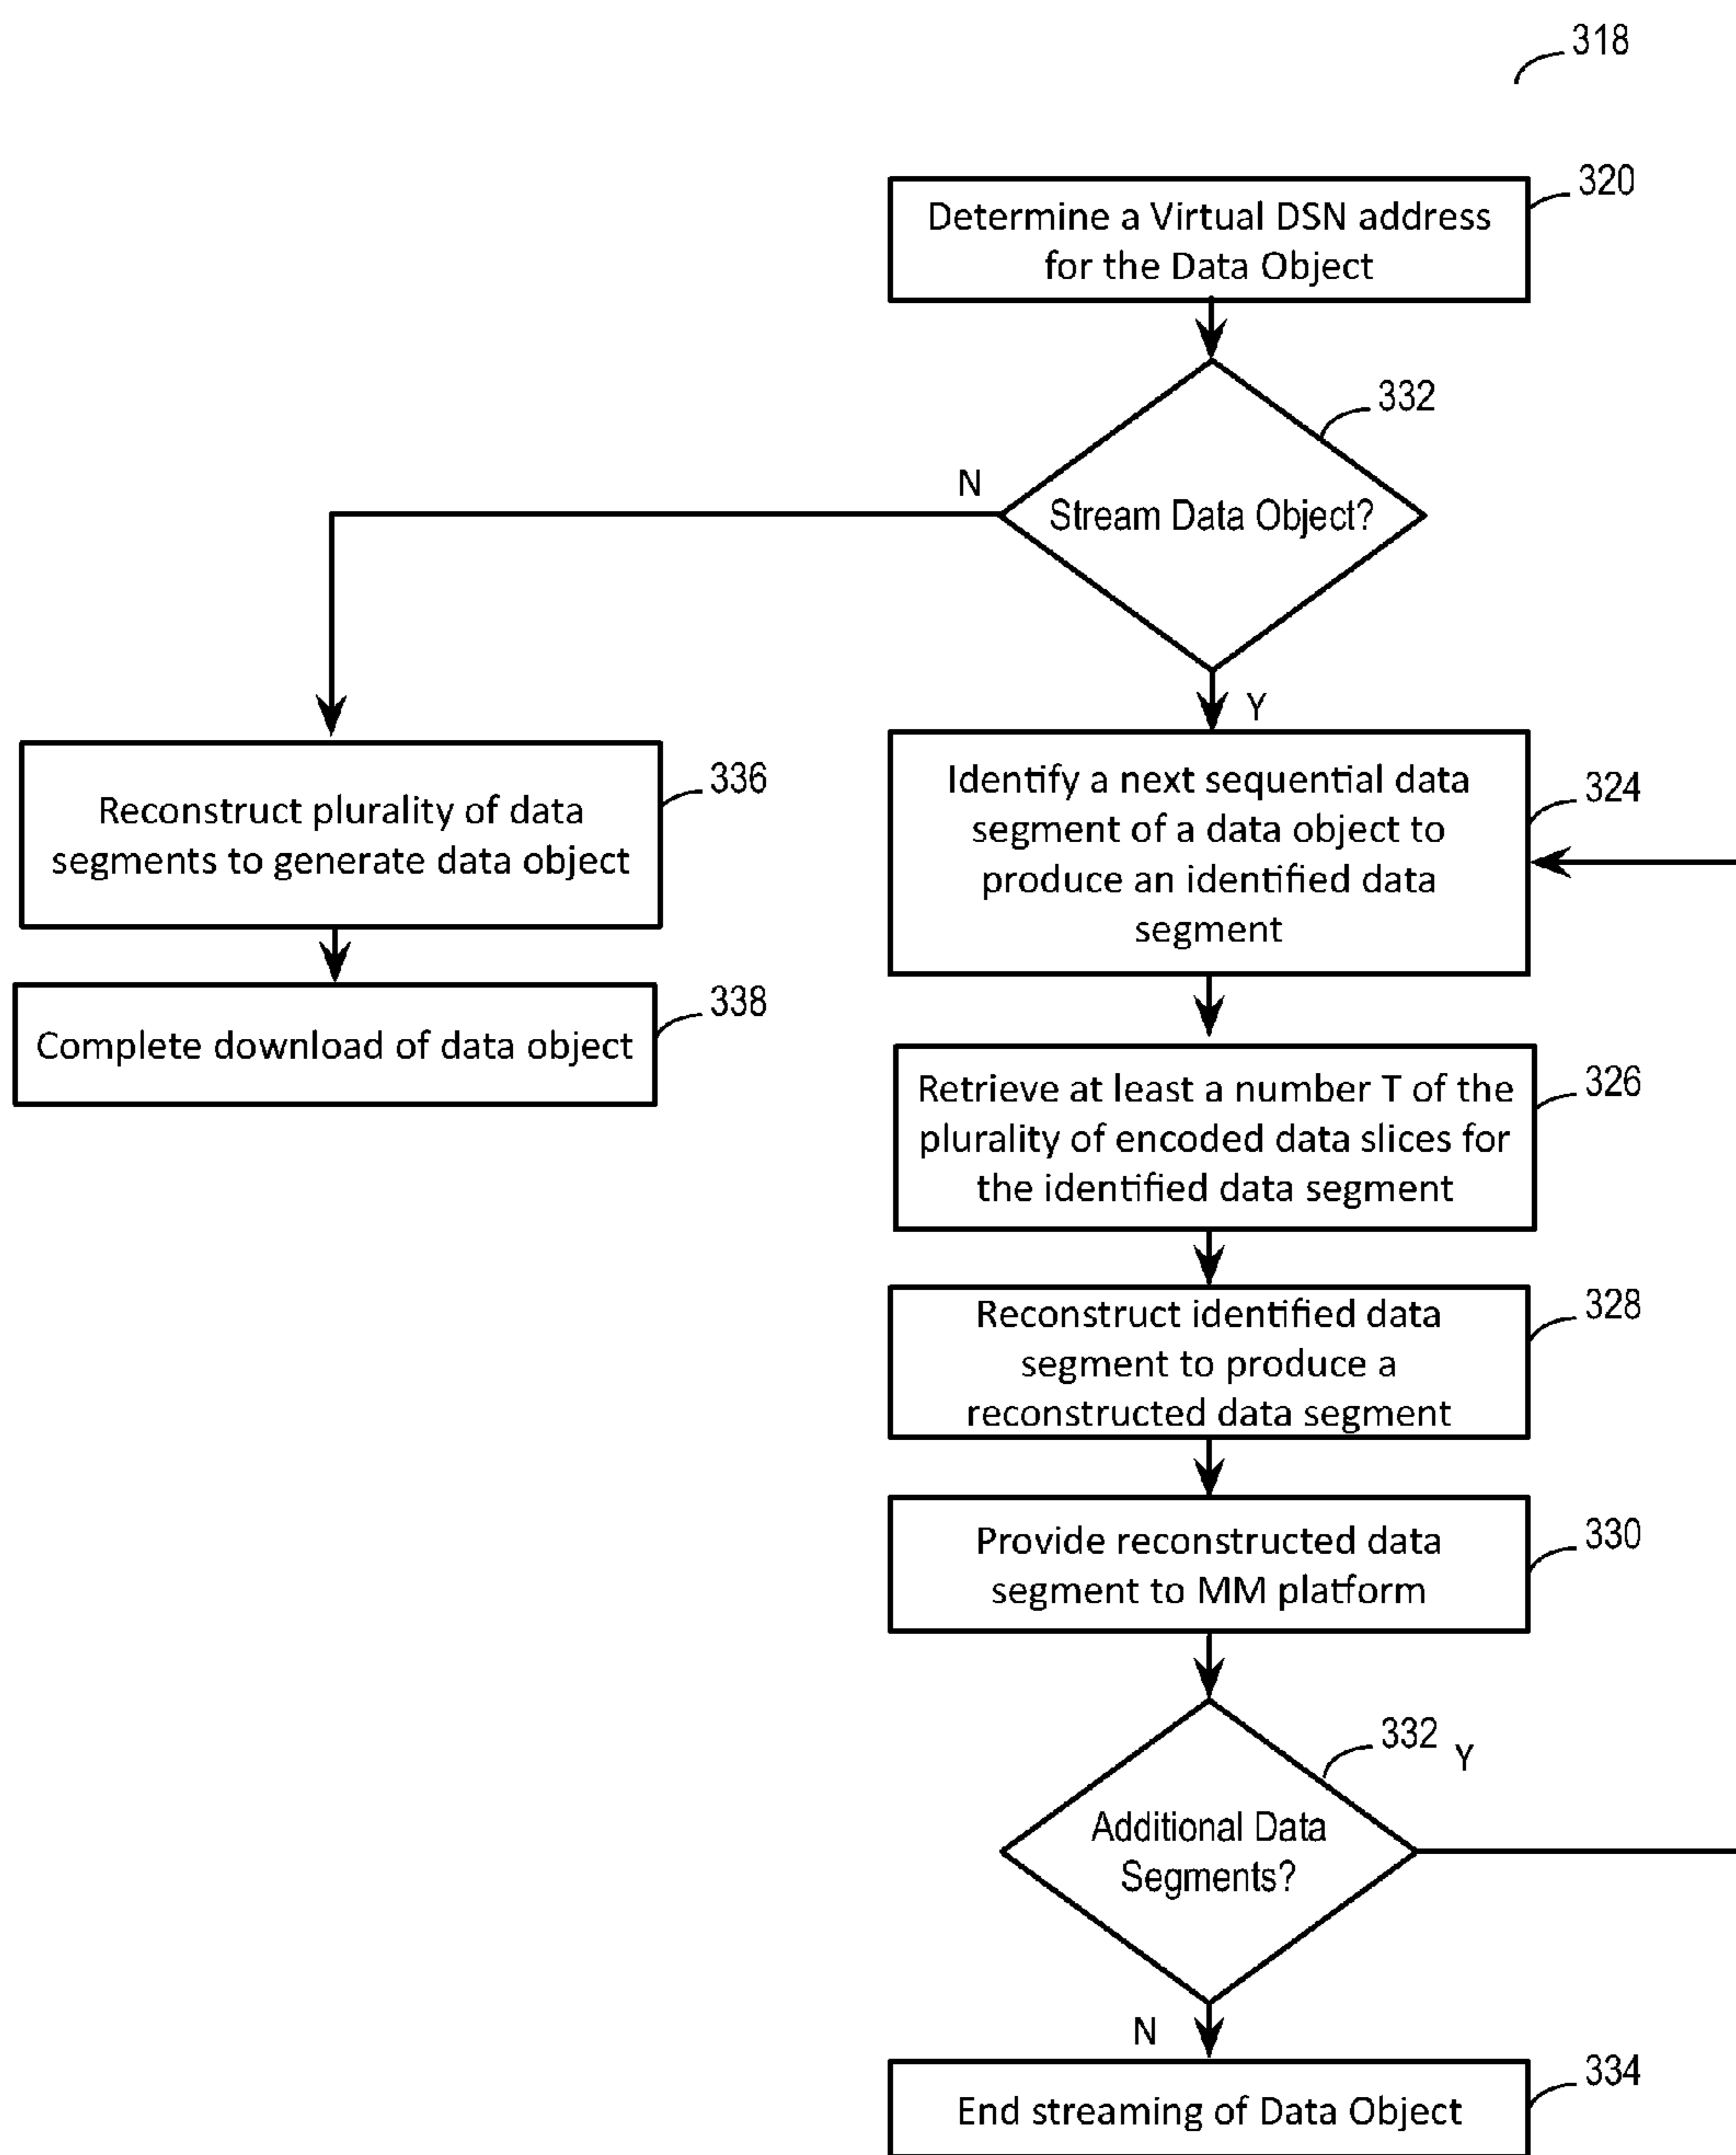 318
320
Determine a Virtual DSN address
for the Data Object
332
N
Stream Data Object?
Y
336
Reconstruct plurality of data
segments to generate data object
338
Complete download of data object
324
Identify a next sequential data
segment of a data object to
produce an identified data
segment
326
Retrieve at least a number T of the
plurality of encoded data slices for
the identified data segment
328
Reconstruct identified data
segment to produce a
reconstructed data segment
330
Provide reconstructed data
segment to MM platform
332
Y
Additional Data
Segments?
N
334
End streaming of Data Object